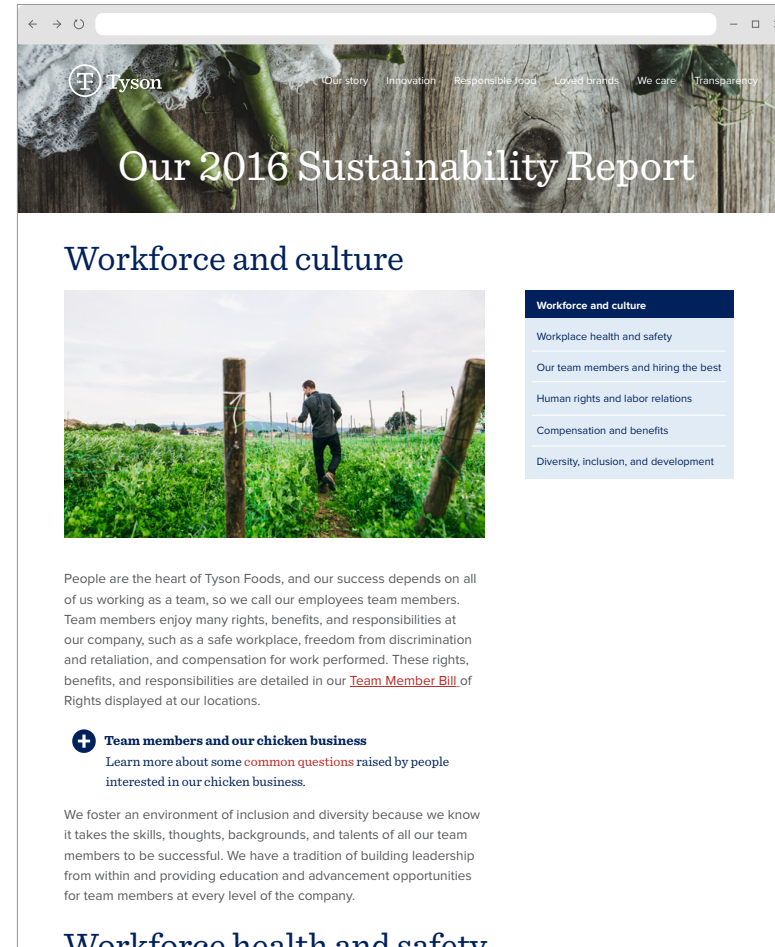 Tyson
Our story Innovation Responsible food Loved brands We care Transparency
Our 2016 Sustainability Report
Workforce and culture
Workforce and culture
Workplace health and safety
Our team members and hiring the best
Human rights and labor relations
Compensation and benefits
Diversity, inclusion, and development
People are the heart of Tyson Foods, and our success depends on all
of us working as a team, so we call our employees team members.
Team members enjoy many rights, benefits, and responsibilities at
our company, such as a safe workplace, freedom from discrimination
and retaliation, and compensation for work performed. These rights,
benefits, and responsibilities are detailed in our Team Member Bill of
Rights displayed at our locations.
Team members and our chicken business
Learn more about some common questions raised by people
interested in our chicken business.
We foster an environment of inclusion and diversity because we know
it takes the skills, thoughts, backgrounds, and talents of all our team
members to be successful. We have a tradition of building leadership
from within and providing education and advancement opportunities
for team members at every level of the company.
Workforce health and safety